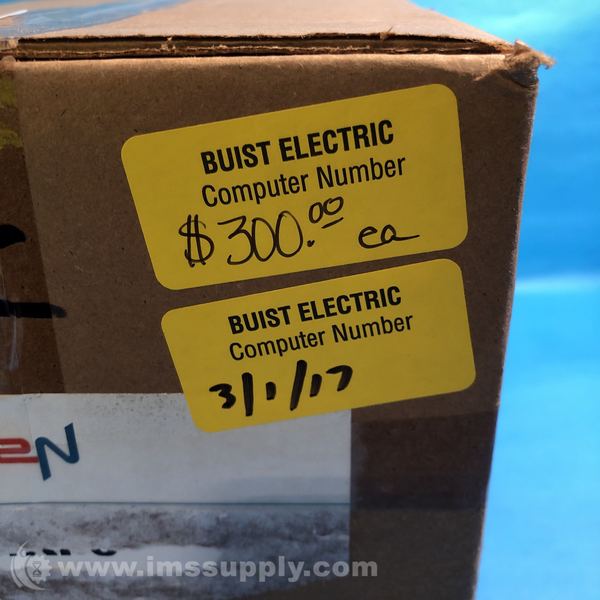 BUIST ELECTRIC
Computer Number
$300.00 ea
BUIST ELECTRIC
Computer Number
3/1/17
www.imssupply.com